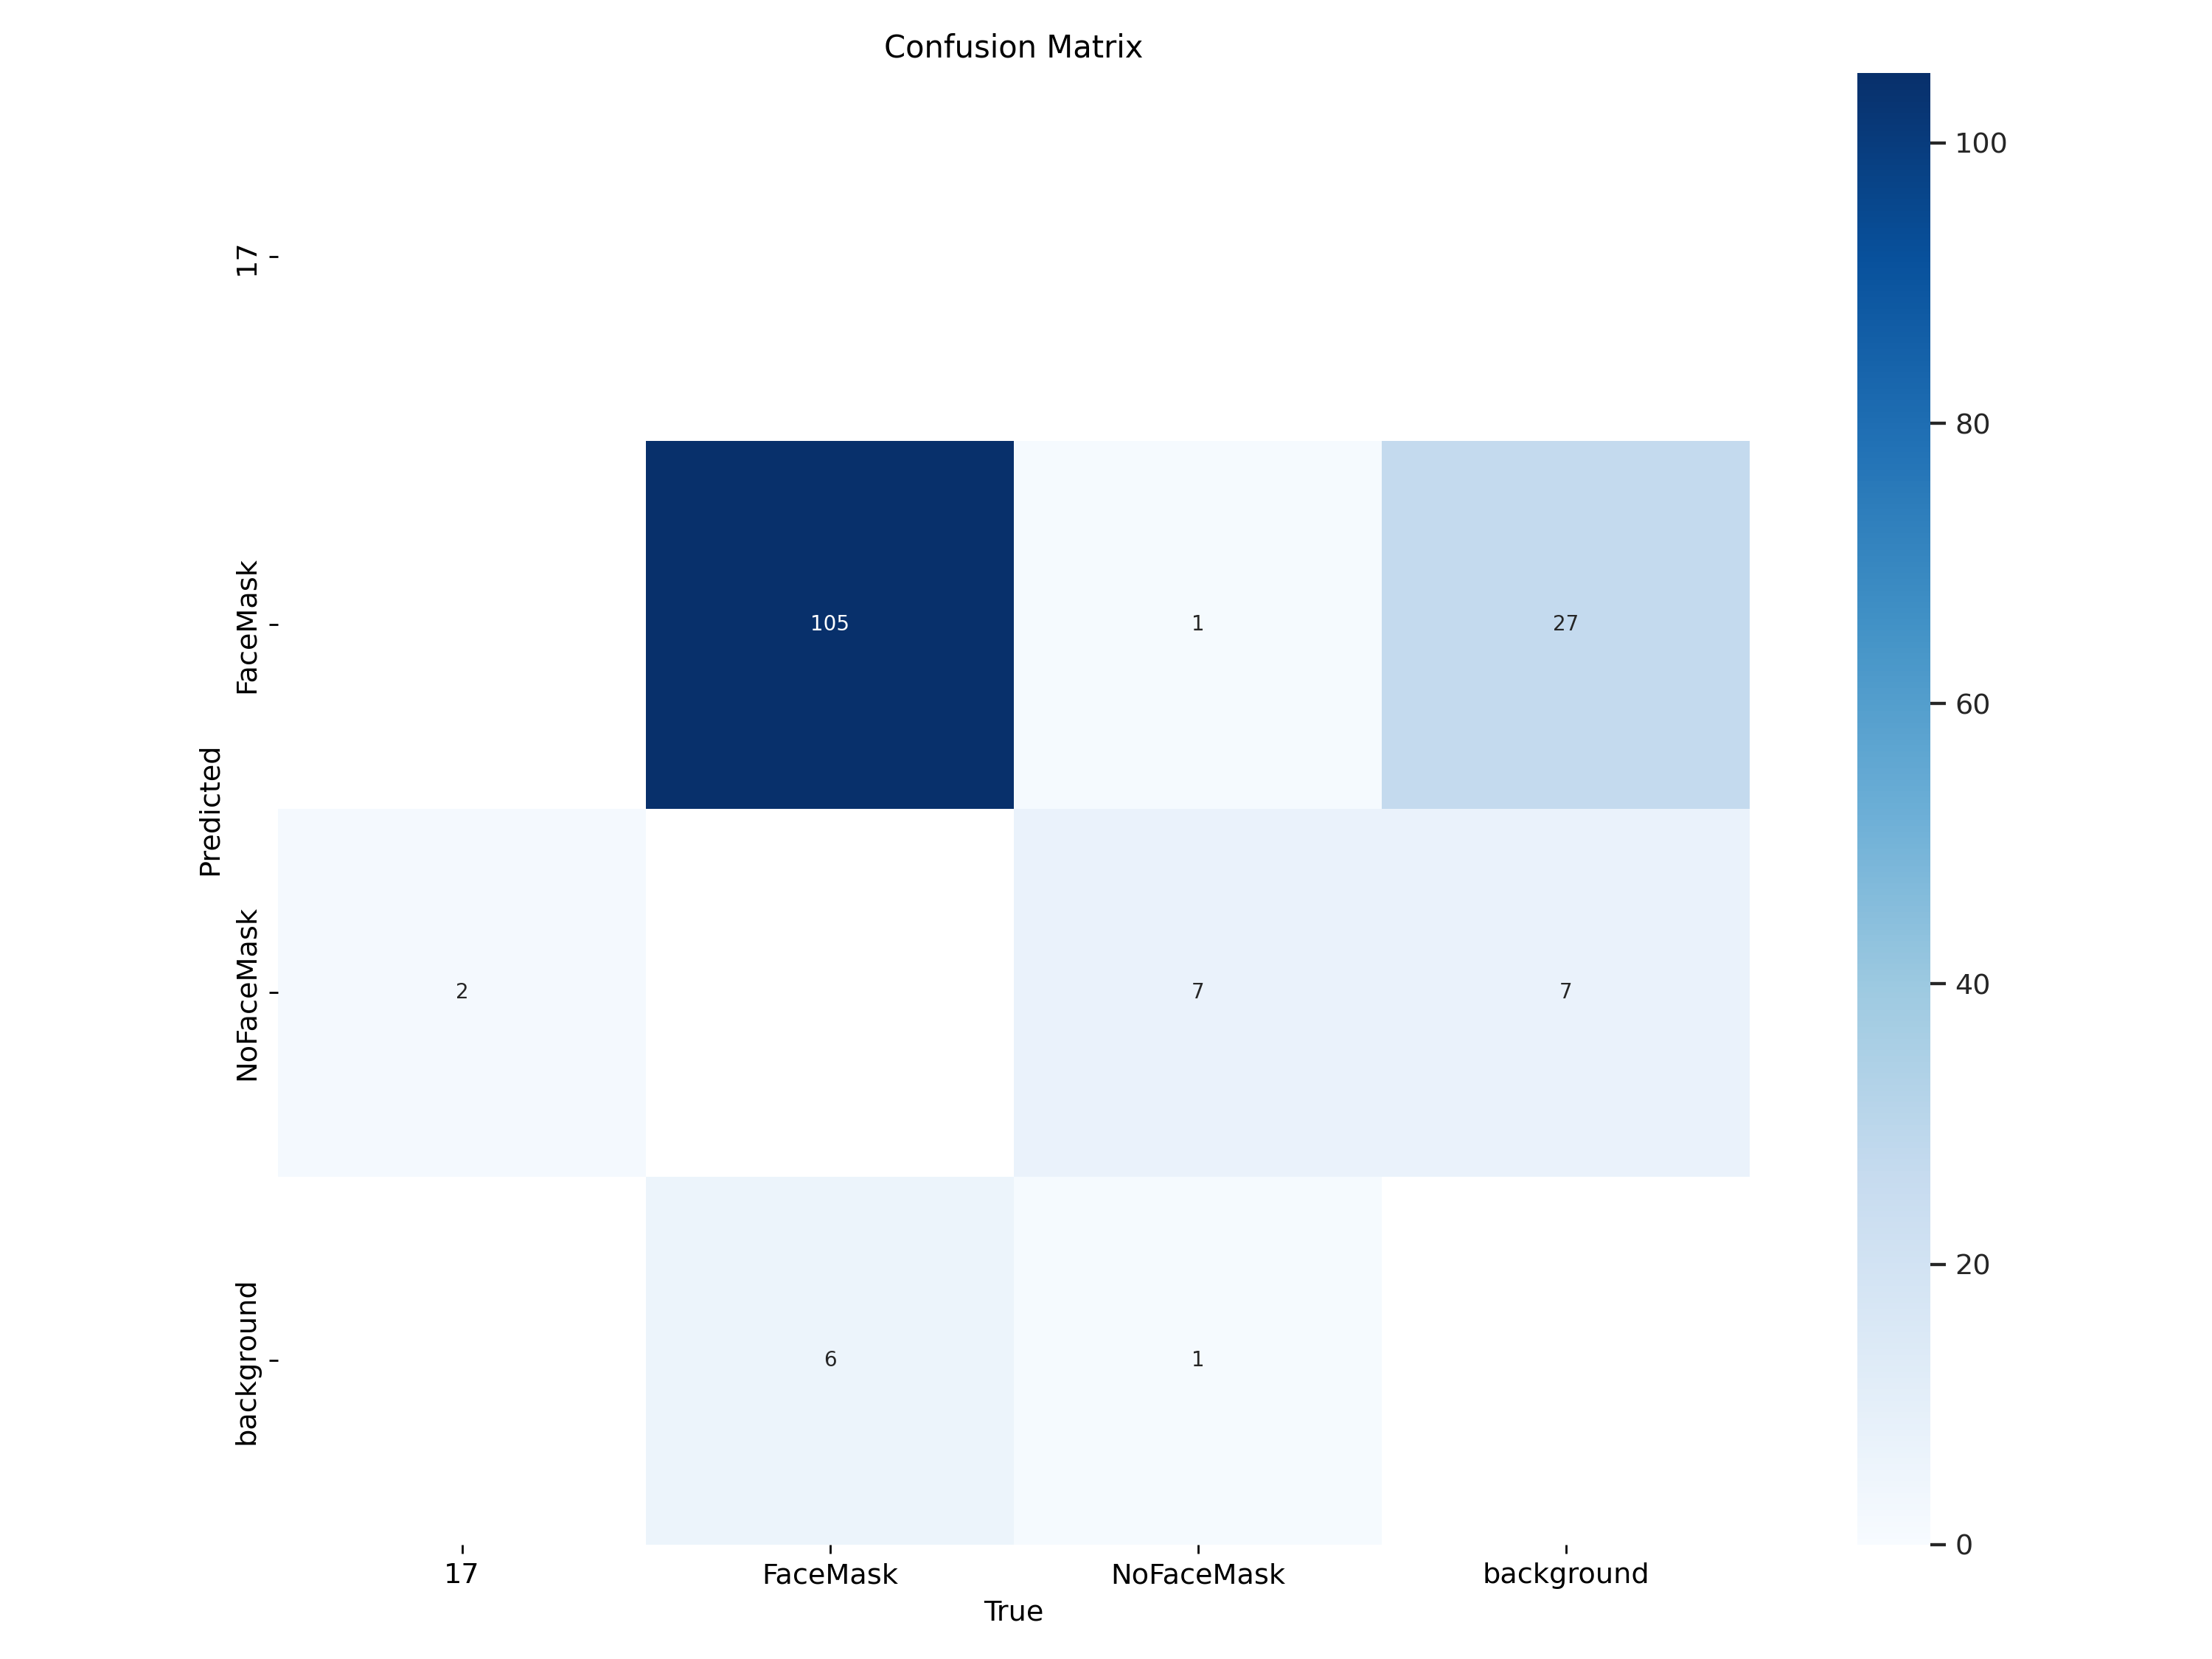 Confusion Matrix
100
80
60
40
20
0
Predicted
17
FaceMask
NoFaceMask
background
105
1
27
2
7
7
6
1
17
FaceMask
NoFaceMask
background
True